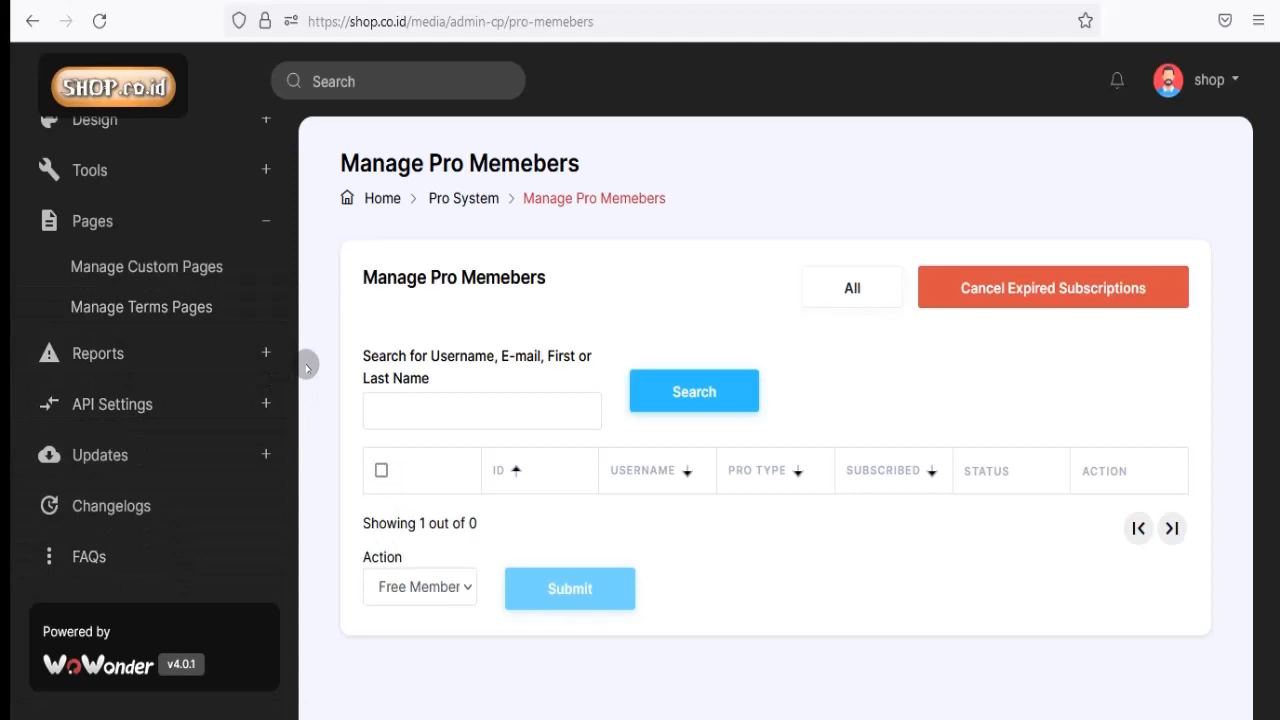 https://shop.co.id/media/admin-cp/pro-memebers
SHOP.co.id
Search
shop
Design
Tools
Pages
Manage Custom Pages
Manage Terms Pages
Reports
API Settings
Updates
Changelogs
FAQs
Powered by
WoWonder v4.0.1
Manage Pro Memebers
Home > Pro System > Manage Pro Memebers
Manage Pro Memebers
All
Cancel Expired Subscriptions
Search for Username, E-mail, First or
Last Name
Search
ID USERNAME PRO TYPE SUBSCRIBED STATUS ACTION
Showing 1 out of 0
Action
Free Member
Submit